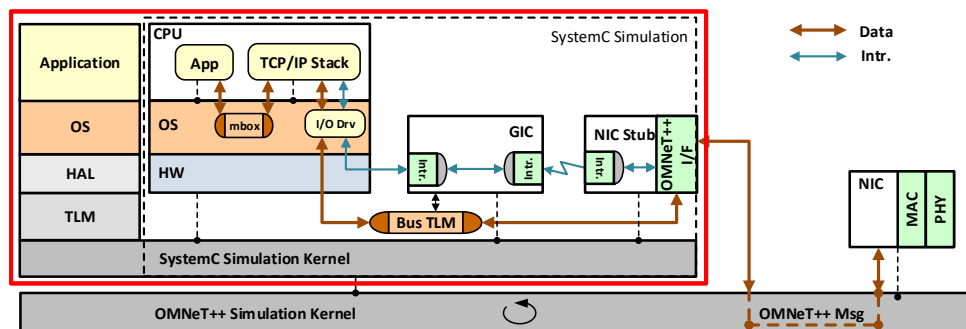 CPU
SystemC Simulation
Data
Intr.
Application
App
TCP/IP Stack
OS
OS
mbox
I/O Drv
GIC
NIC Stub
OMNeT++
I/F
HAL
HW
Intr.
Intr.
Intr.
NIC
MAC
PHY
TLM
Bus TLM
SystemC Simulation Kernel
OMNeT++ Simulation Kernel
OMNeT++ Msg